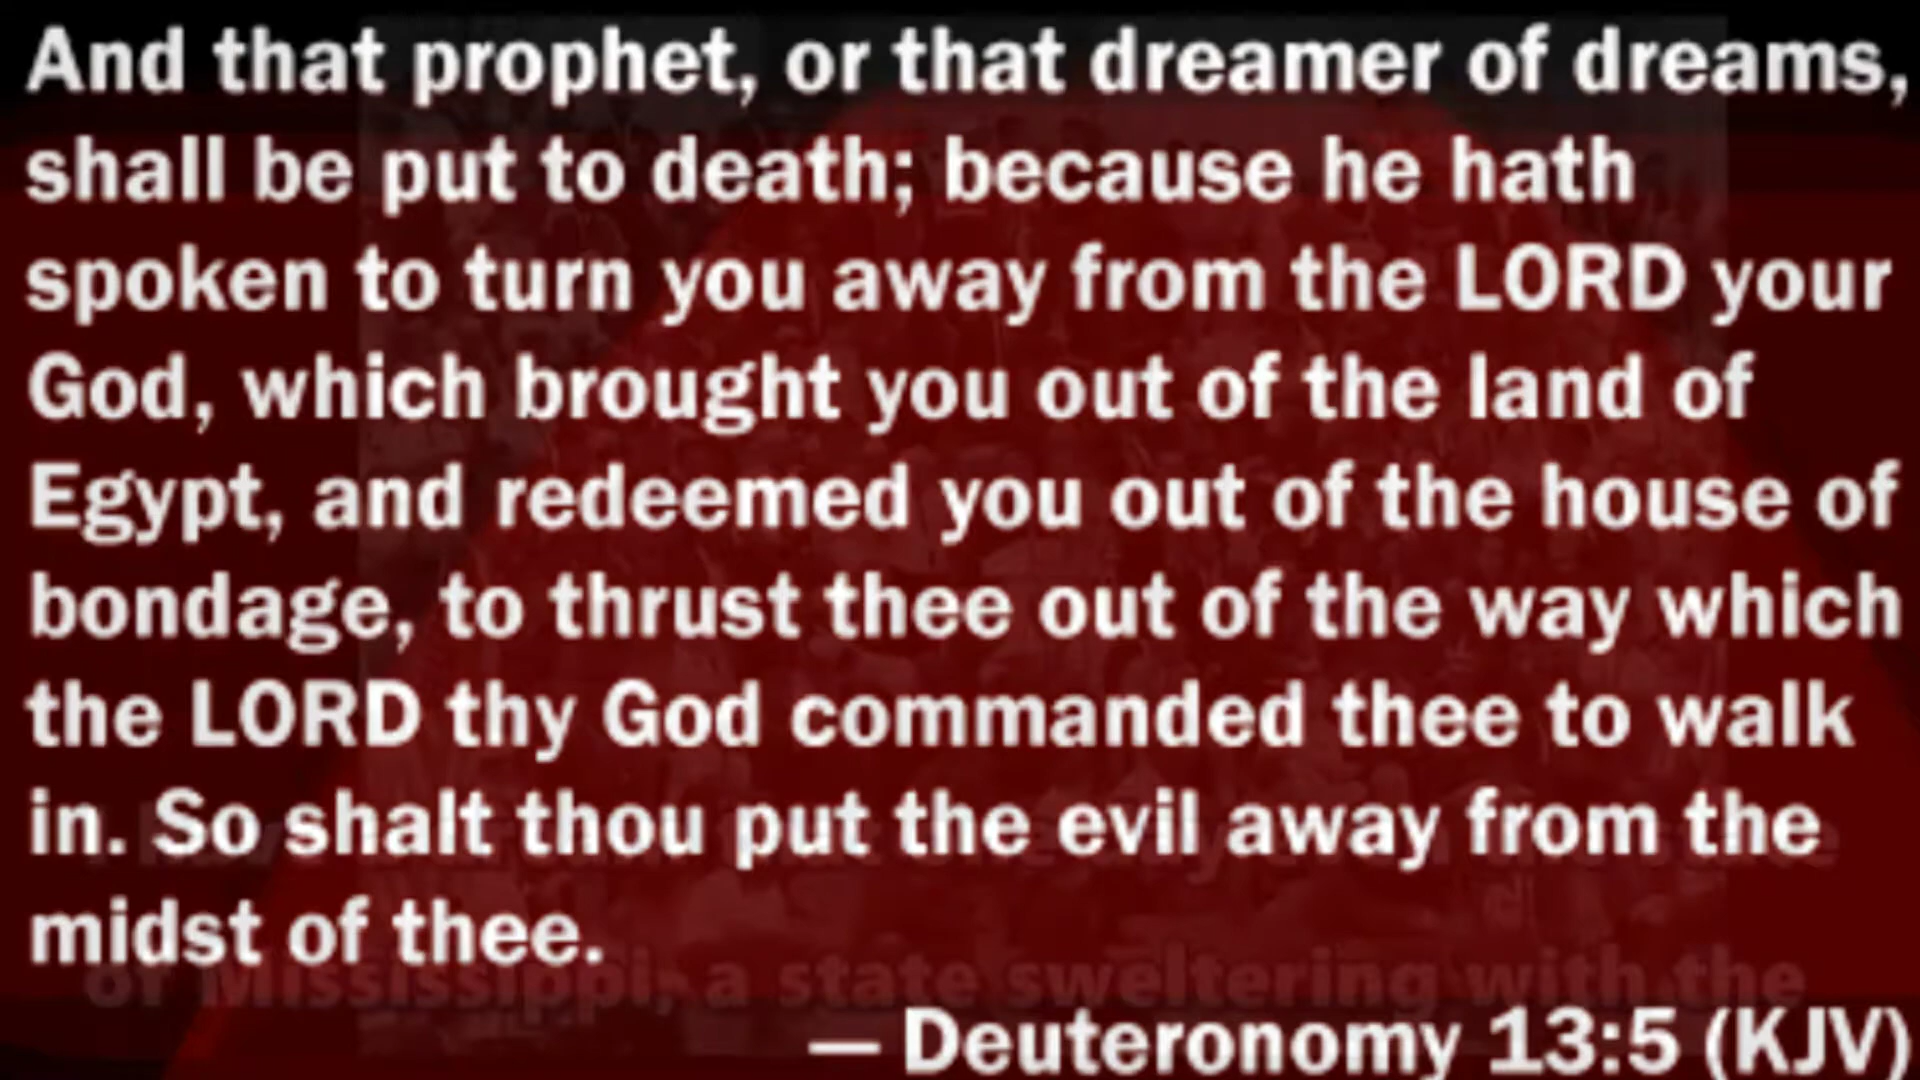 And that prophet, or that dreamer of dreams,
shall be put to death; because he hath
spoken to turn you away from the LORD your
God, which brought you out of the land of
Egypt, and redeemed you out of the house of
bondage, to thrust thee out of the way which
the LORD thy God commanded thee to walk
in. So shalt thou put the evil away from the
midst of thee.
of Mississippi, a state sweltering with the
— Deuteronomy 13:5 (KJV)